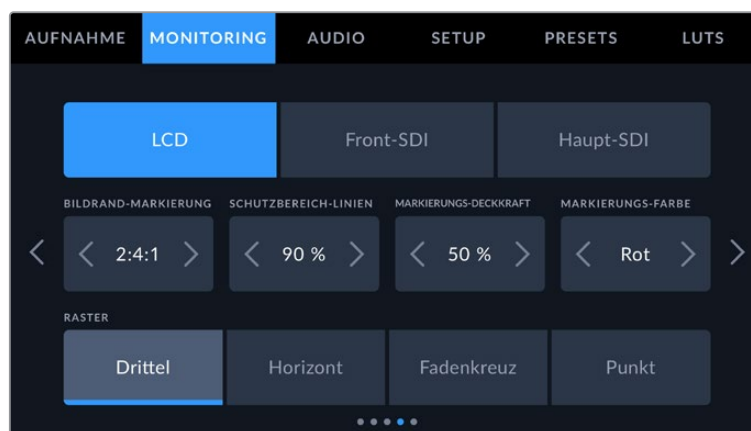 AUFNAHME MONITORING AUDIO SETUP PRESETS LUTS
LCD Front-SDI Haupt-SDI
BILDRAND-MARKIERUNG SCHUTZBEREICH-LINIEN MARKIERUNGS-DECKKRAFT MARKIERUNGS-FARBE
2:4:1 90 % 50 % Rot
RASTER
Drittel Horizont Fadenkreuz Punkt